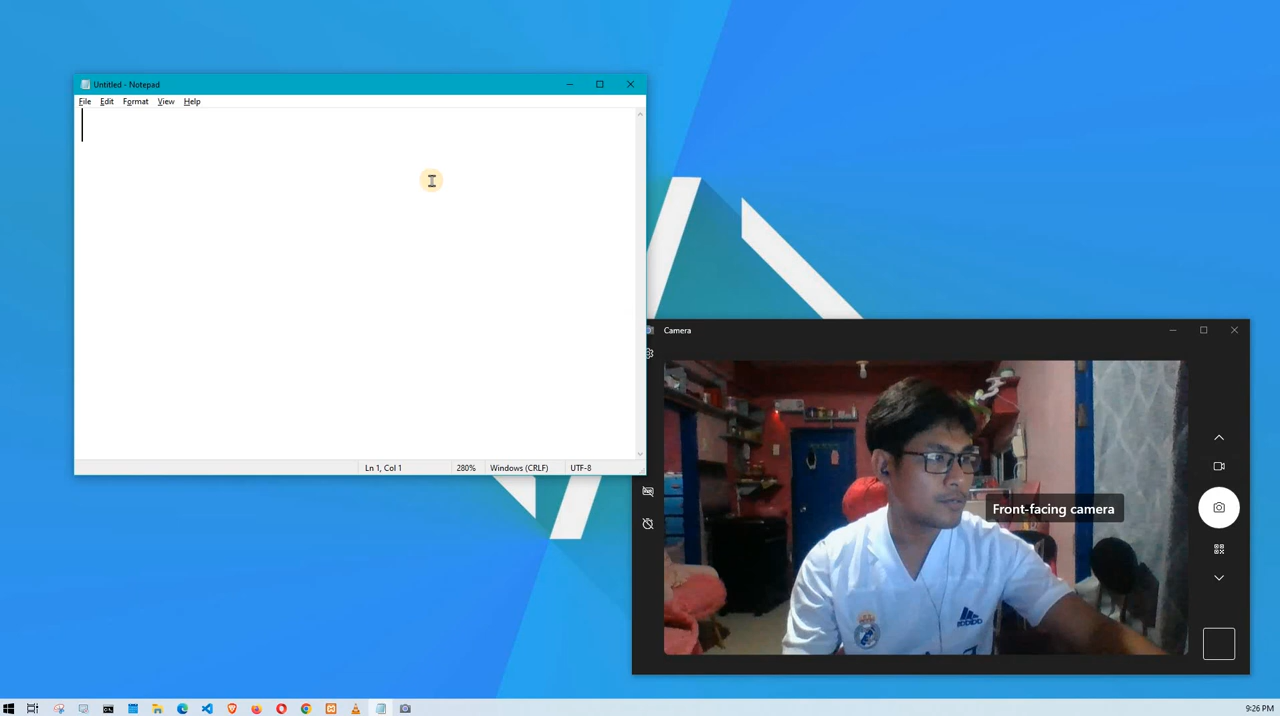 Untitled - Notepad
File Edit Format View Help
Ln 1, Col 1 280% Windows (CRLF) UTF-8
Camera
Front-facing camera
9:26 PM